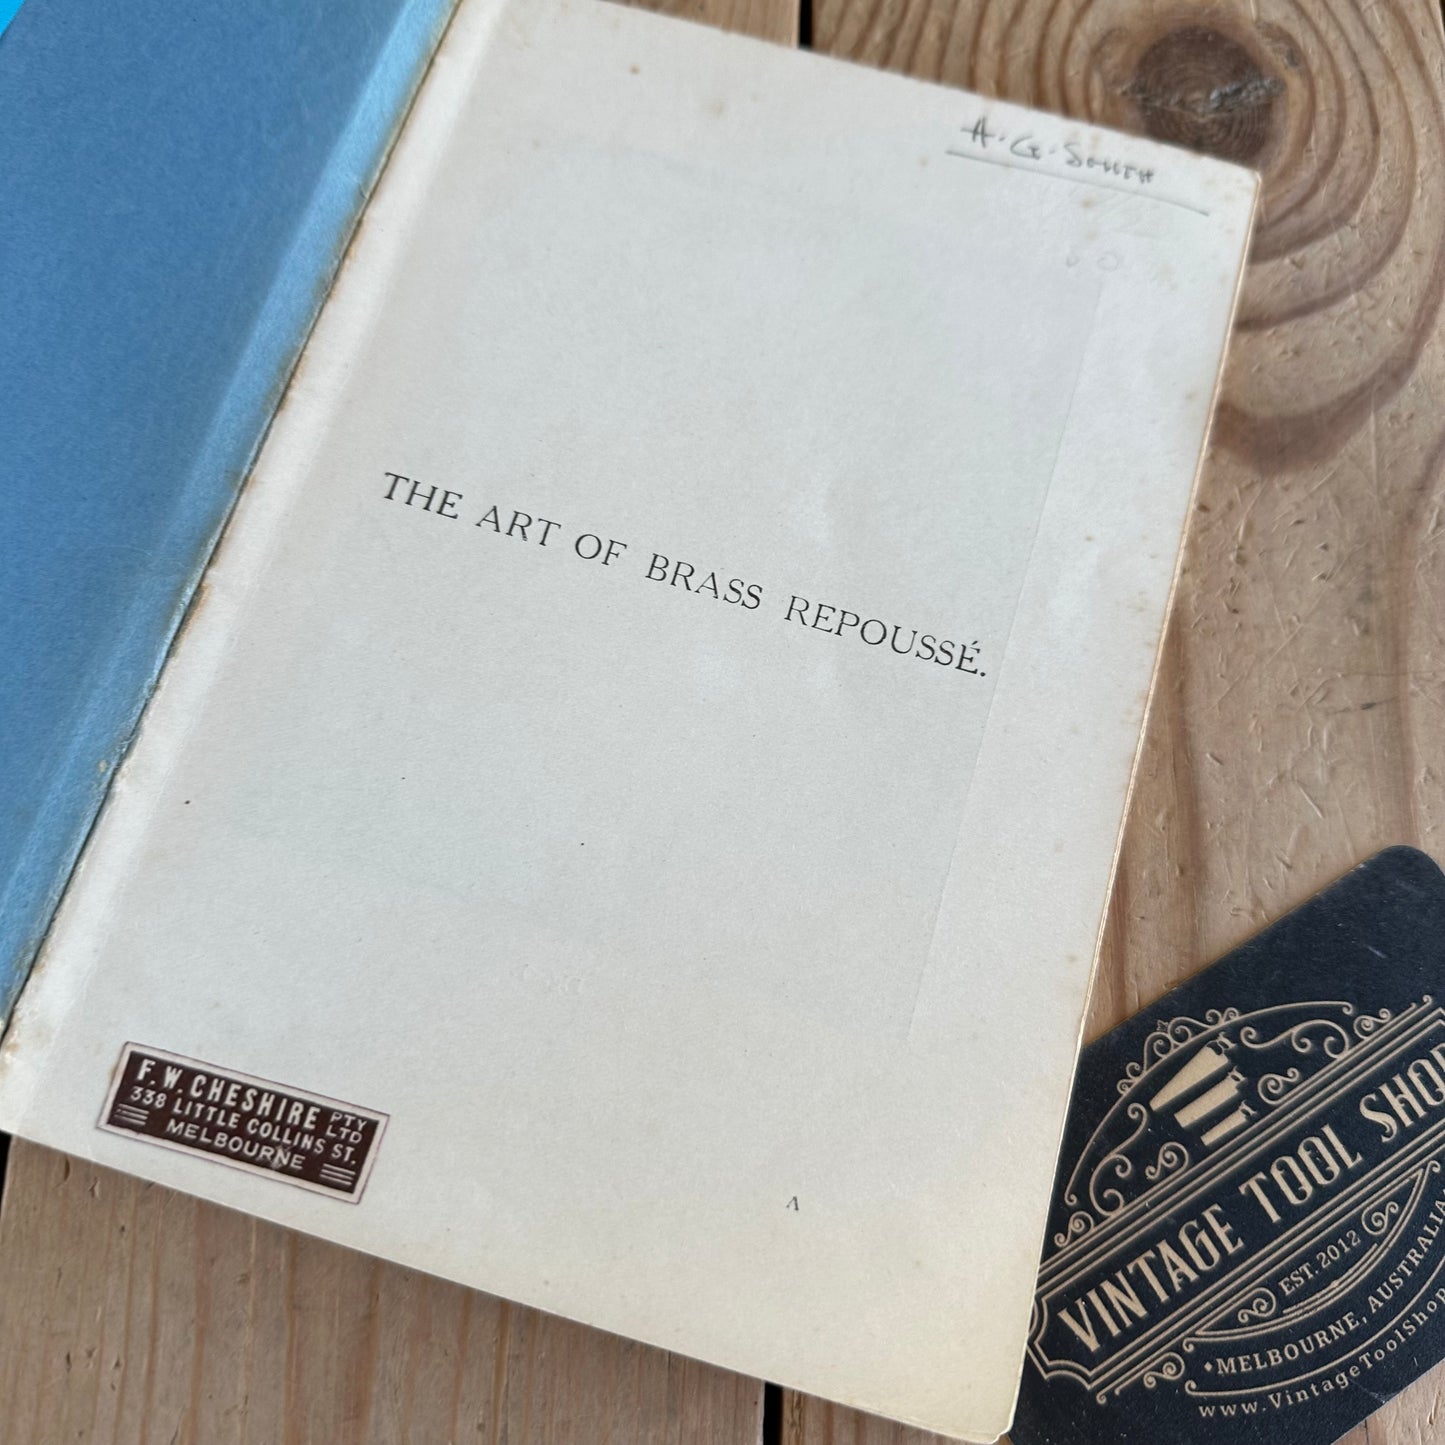 A. G. SMITH
THE ART OF BRASS REPOUSSÉ.
F. W. CHESHIRE PTY LTD
338 LITTLE COLLINS ST.
MELBOURNE
A
VINTAGE TOOL SHOP
EST. 2012
•MELBOURNE, AUSTRALIA
www.VintageToolShop